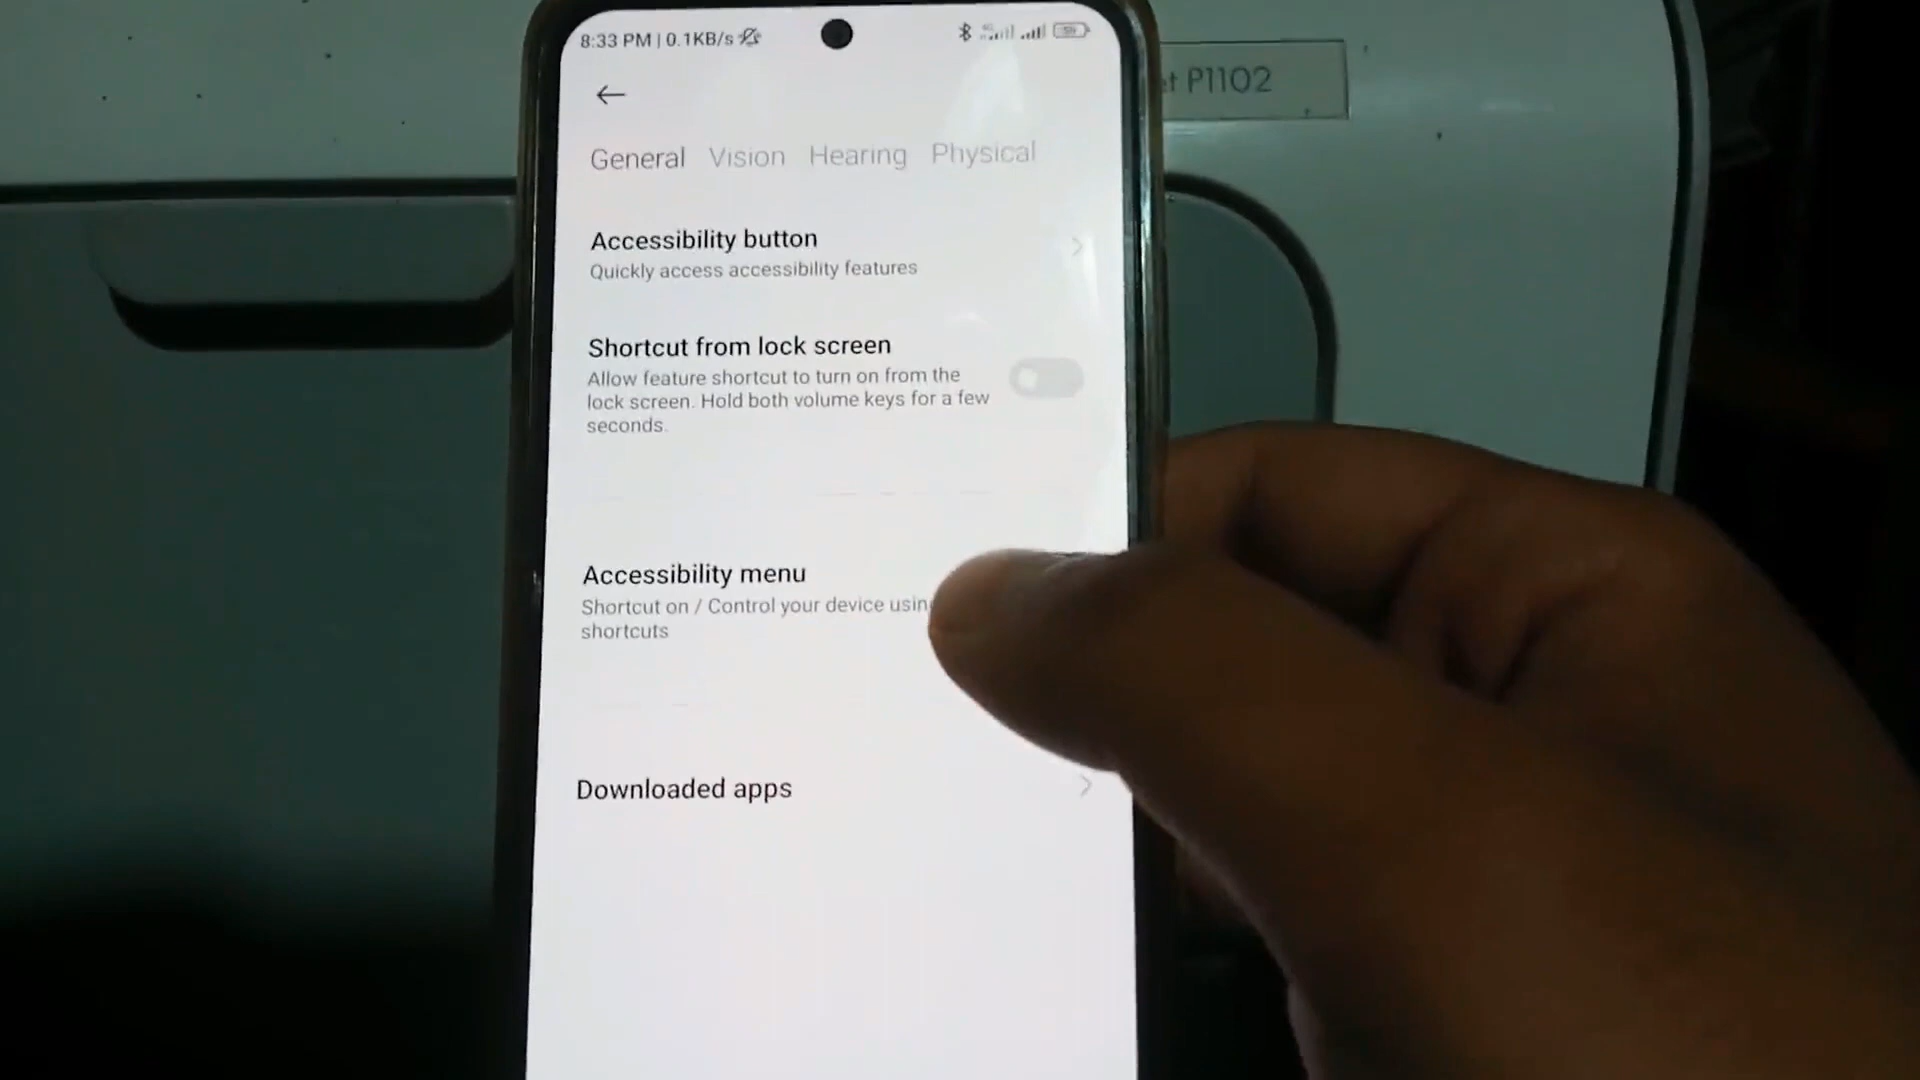 8:33 PM | 0.1KB/s
59
P1102
General Vision Hearing Physical
Accessibility button
Quickly access accessibility features
Shortcut from lock screen
Allow feature shortcut to turn on from the
lock screen. Hold both volume keys for a few
seconds.
Accessibility menu
Shortcut on / Control your device using
shortcuts
Downloaded apps